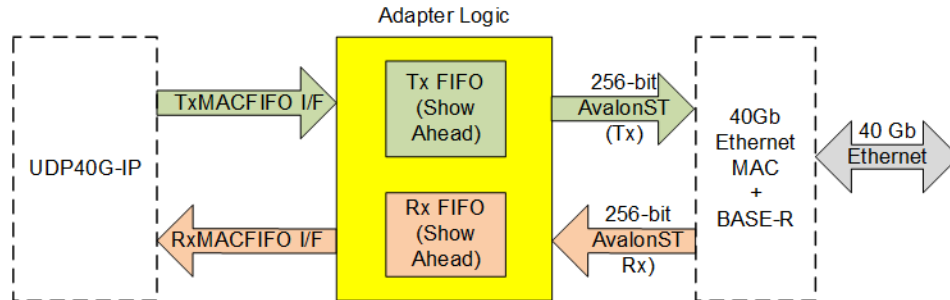 Adapter Logic
UDP40G-IP
TxMACFIFO I/F
Tx FIFO
(Show
Ahead)
256-bit
AvalonST
(Tx)
RxMACFIFO I/F
Rx FIFO
(Show
Ahead)
256-bit
AvalonST
Rx)
40Gb
Ethernet
MAC
+
BASE-R
40 Gb
Ethernet